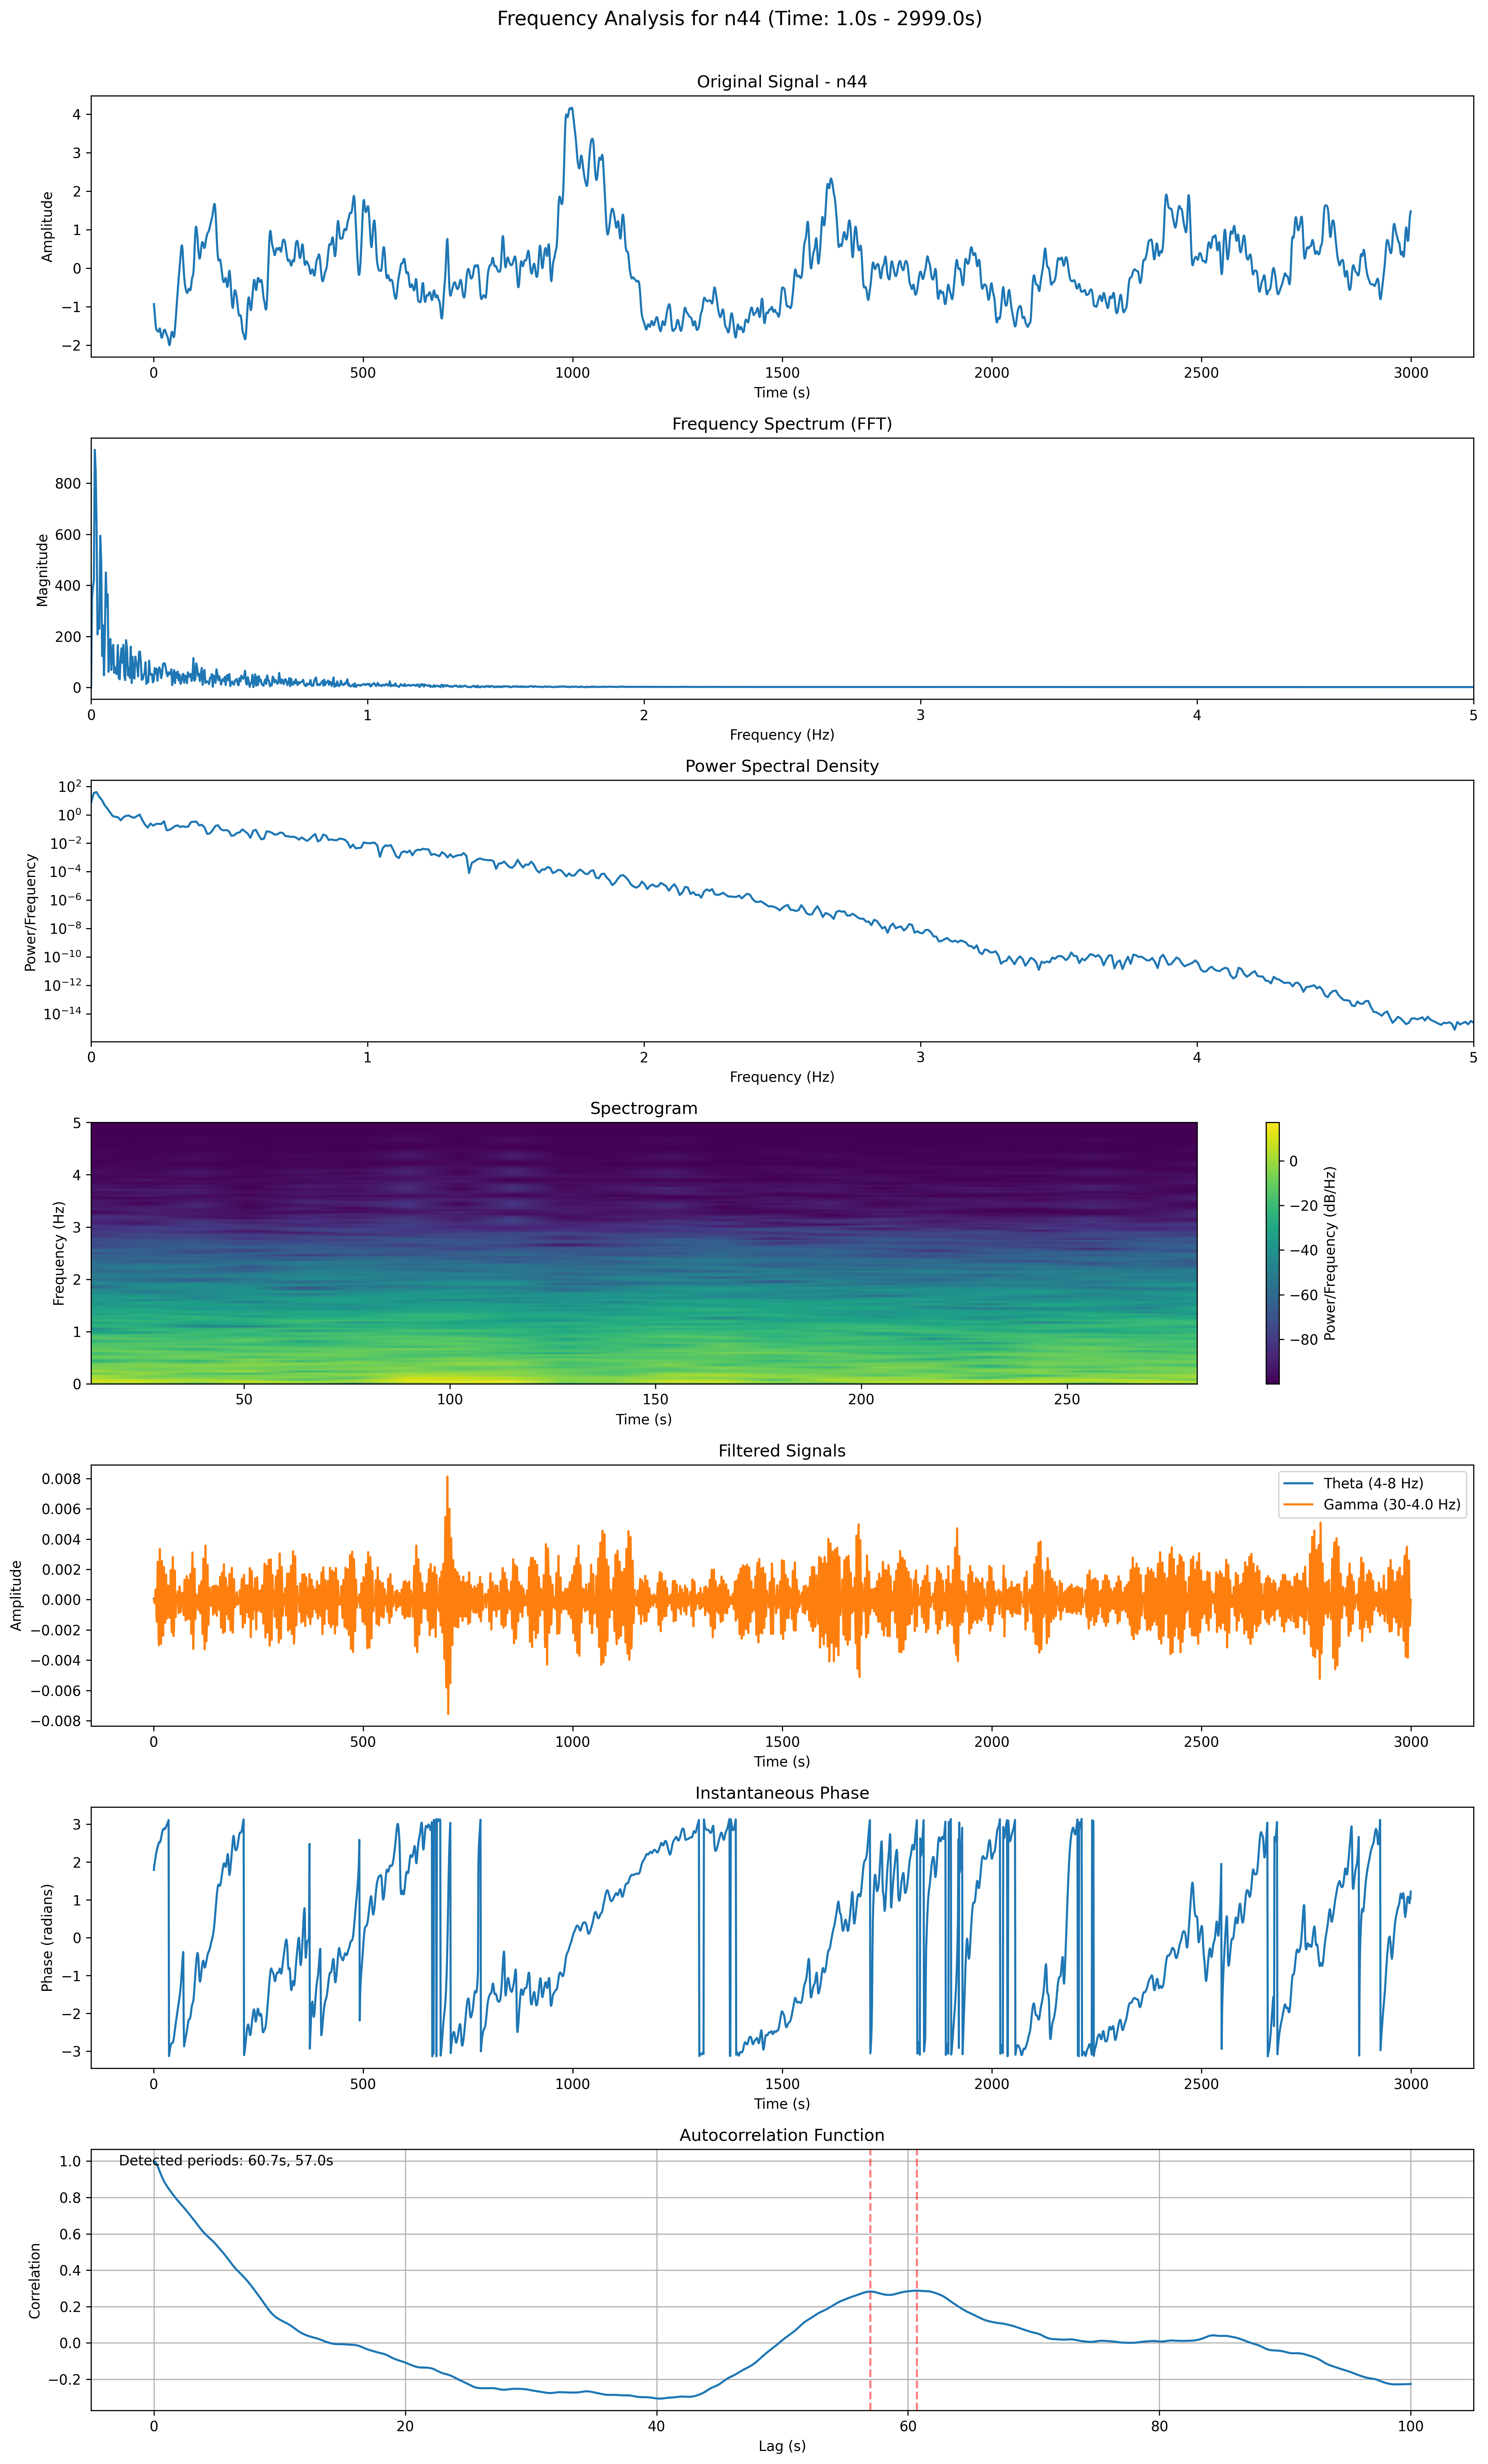 Frequency Analysis for n44 (Time: 1.0s - 2999.0s)
Original Signal - n44
Amplitude
4
3
2
1
0
−1
−2
0 500 1000 1500 2000 2500 3000
Time (s)
Frequency Spectrum (FFT)
Magnitude
800
600
400
200
0
0 1 2 3 4 5
Frequency (Hz)
Power Spectral Density
Power/Frequency
10²
10⁰
10⁻²
10⁻⁴
10⁻⁶
10⁻⁸
10⁻¹⁰
10⁻¹²
10⁻¹⁴
0 1 2 3 4 5
Frequency (Hz)
Spectrogram
Frequency (Hz)
5
4
3
2
1
0
50 100 150 200 250
Time (s)
0
−20
−40
−60
−80
Power/Frequency (dB/Hz)
Filtered Signals
Amplitude
0.008
0.006
0.004
0.002
0.000
−0.002
−0.004
−0.006
−0.008
Theta (4-8 Hz)
Gamma (30-4.0 Hz)
0 500 1000 1500 2000 2500 3000
Time (s)
Instantaneous Phase
Phase (radians)
3
2
1
0
−1
−2
−3
0 500 1000 1500 2000 2500 3000
Time (s)
Autocorrelation Function
Detected periods: 60.7s, 57.0s
Correlation
1.0
0.8
0.6
0.4
0.2
0.0
−0.2
0 20 40 60 80 100
Lag (s)